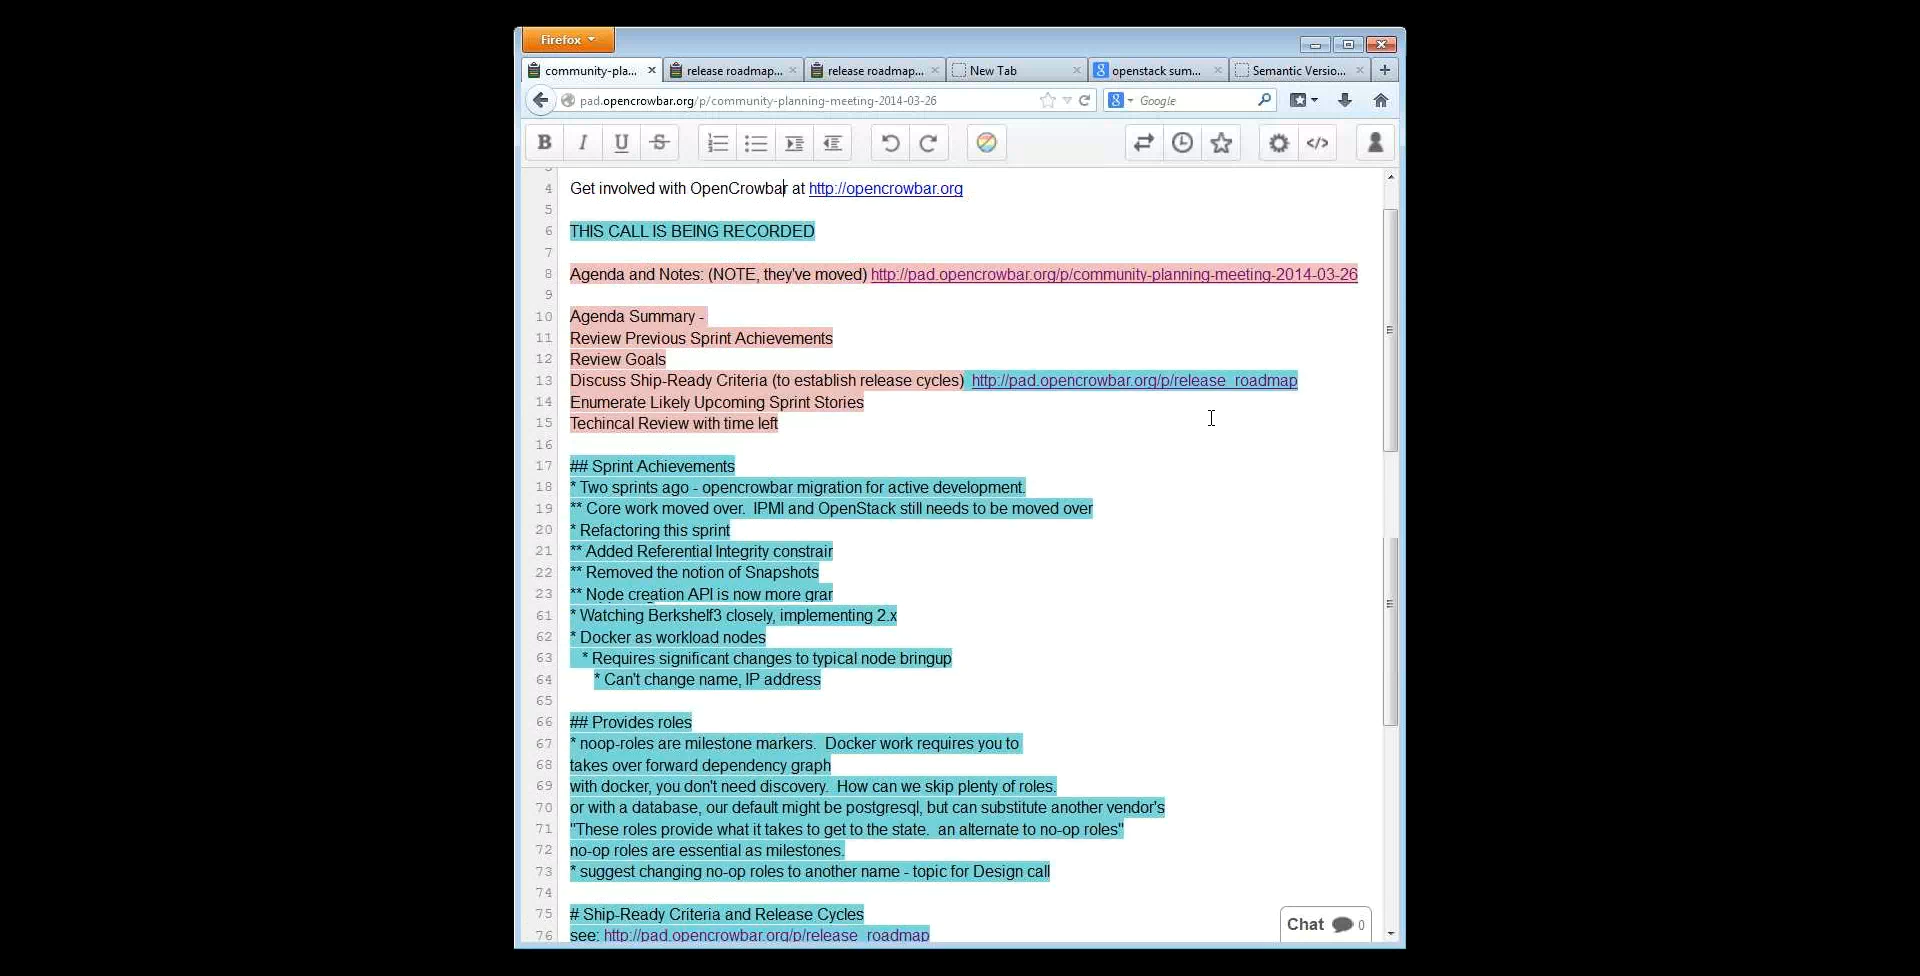 Firefox
community-pla...
release roadmap...
release roadmap...
New Tab
openstack sum...
Semantic Versio...
pad.opencrowbar.org/p/community-planning-meeting-2014-03-26
Google
4 Get involved with OpenCrowbar at http://opencrowbar.org
5
6 THIS CALL IS BEING RECORDED
7
8 Agenda and Notes: (NOTE, they've moved) http://pad.opencrowbar.org/p/community-planning-meeting-2014-03-26
9
10 Agenda Summary -
11 Review Previous Sprint Achievements
12 Review Goals
13 Discuss Ship-Ready Criteria (to establish release cycles) http://pad.opencrowbar.org/p/release_roadmap
14 Enumerate Likely Upcoming Sprint Stories
15 Techincal Review with time left
16
17 ## Sprint Achievements
18 * Two sprints ago - opencrowbar migration for active development.
19 ** Core work moved over. IPMI and OpenStack still needs to be moved over
20 * Refactoring this sprint
21 ** Added Referential Integrity constrair
22 ** Removed the notion of Snapshots
23 ** Node creation API is now more grar
61 * Watching Berkshelf3 closely, implementing 2.x
62 * Docker as workload nodes
63 * Requires significant changes to typical node bringup
64 * Can't change name, IP address
65
66 ## Provides roles
67 * noop-roles are milestone markers. Docker work requires you to
68 takes over forward dependency graph
69 with docker, you don't need discovery. How can we skip plenty of roles.
70 or with a database, our default might be postgresql, but can substitute another vendor's
71 "These roles provide what it takes to get to the state. an alternate to no-op roles"
72 no-op roles are essential as milestones.
73 * suggest changing no-op roles to another name - topic for Design call
74
75 # Ship-Ready Criteria and Release Cycles
76 see: http://pad.opencrowbar.org/p/release_roadmap
Chat 0